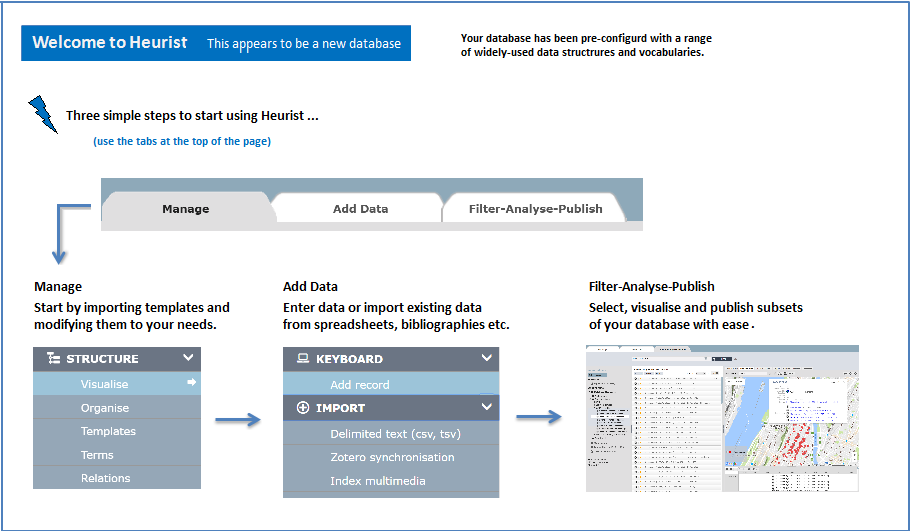 Welcome to Heurist This appears to be a new database
Your database has been pre-configurd with a range
of widely-used data structrures and vocabularies.
Three simple steps to start using Heurist ...
(use the tabs at the top of the page)
Manage Add Data Filter-Analyse-Publish
Manage
Start by importing templates and
modifying them to your needs.
STRUCTURE
Visualise
Organise
Templates
Terms
Relations
Add Data
Enter data or import existing data
from spreadsheets, bibliographies etc.
KEYBOARD
Add record
IMPORT
Delimited text (csv, tsv)
Zotero synchronisation
Index multimedia
Filter-Analyse-Publish
Select, visualise and publish subsets
of your database with ease .